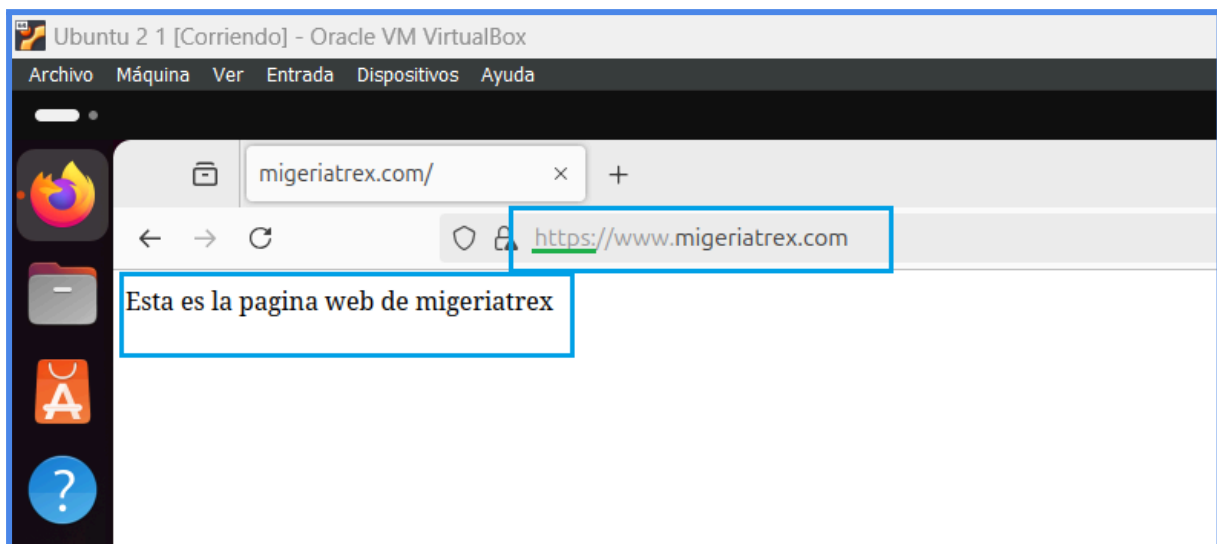 Ubuntu 2 1 [Corriendo] - Oracle VM VirtualBox
Archivo Máquina Ver Entrada Dispositivos Ayuda
migeriatrex.com/
https://www.migeriatrex.com
Esta es la pagina web de migeriatrex